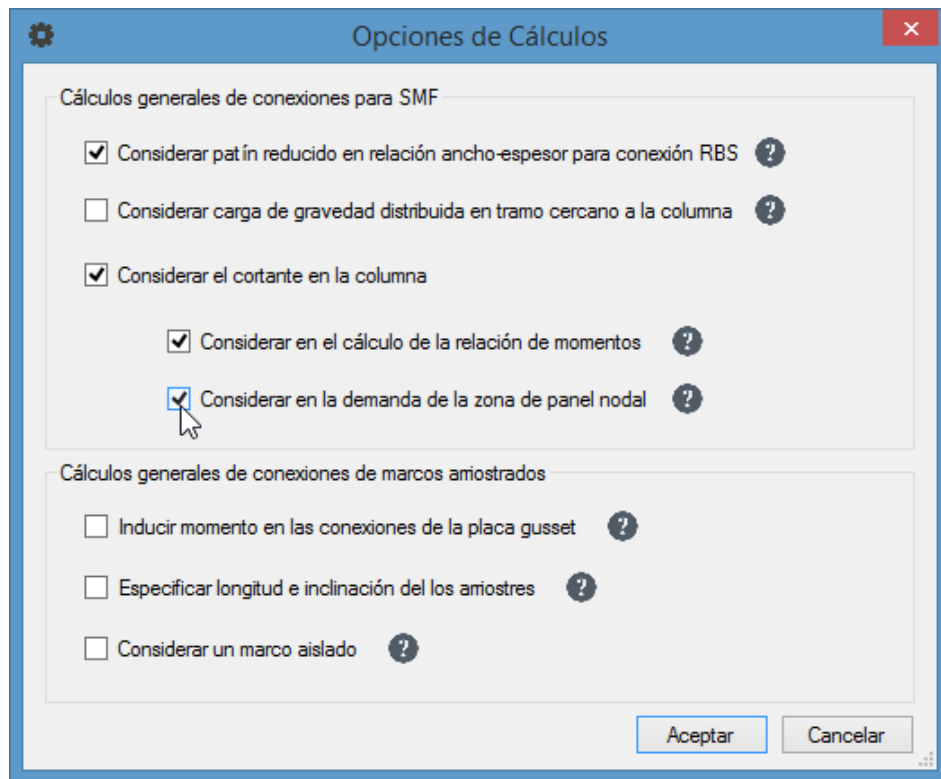 Opciones de Cálculos
Cálculos generales de conexiones para SMF
Considerar patín reducido en relación ancho-espesor para conexión RBS
Considerar carga de gravedad distribuida en tramo cercano a la columna
Considerar el cortante en la columna
Considerar en el cálculo de la relación de momentos
Considerar en la demanda de la zona de panel nodal
Cálculos generales de conexiones de marcos arriostrados
Inducir momento en las conexiones de la placa gusset
Especificar longitud e inclinación del los arriostres
Considerar un marco aislado
Aceptar
Cancelar